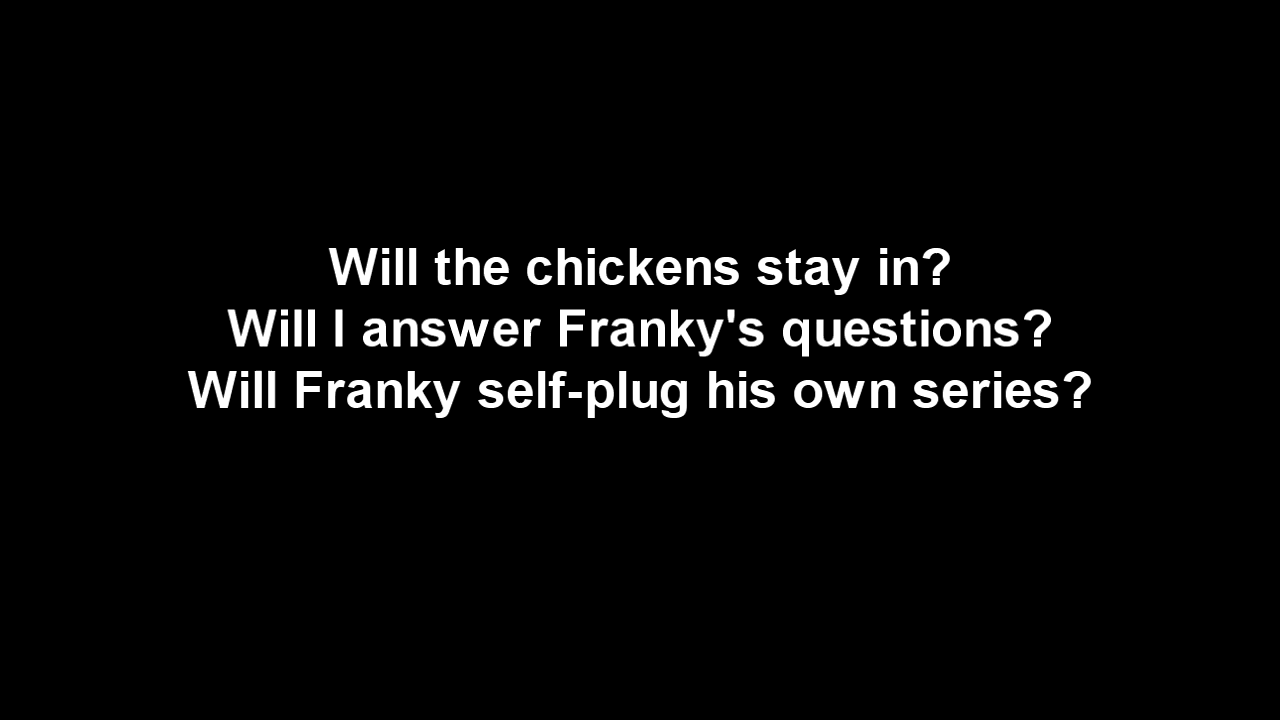 Will the chickens stay in?
Will I answer Franky's questions?
Will Franky self-plug his own series?